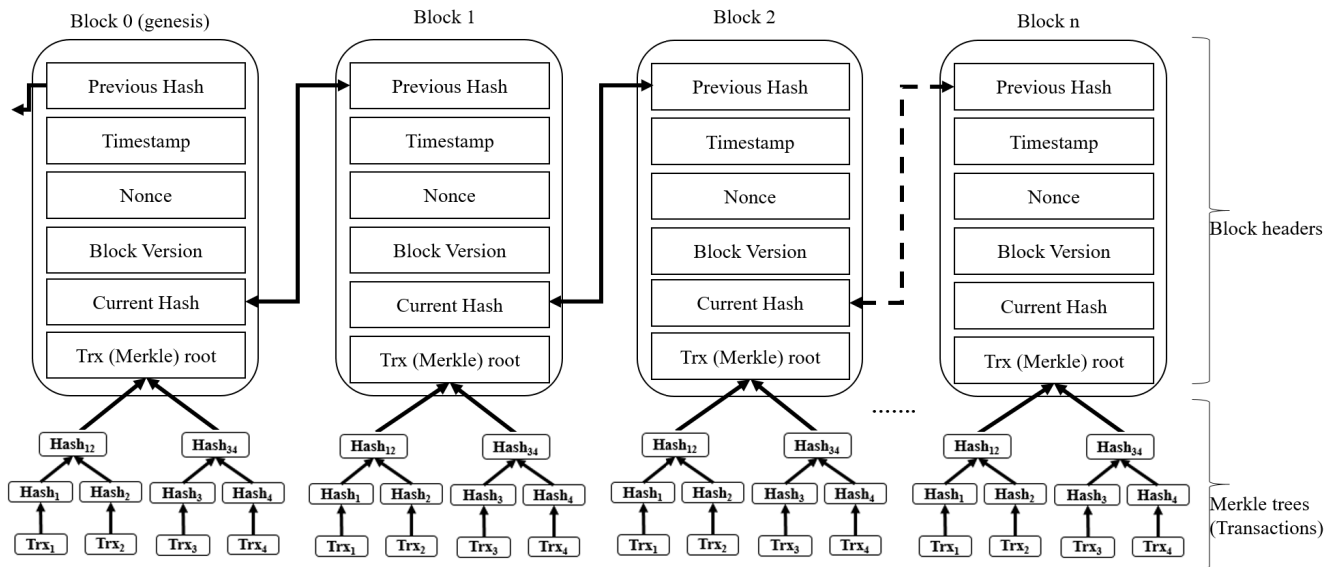 Block 0 (genesis)
Previous Hash
Timestamp
Nonce
Block Version
Current Hash
Trx (Merkle) root
Hash₁₂
Hash₃₄
Hash₁
Hash₂
Hash₃
Hash₄
Trx₁
Trx₂
Trx₃
Trx₄
Block 1
Previous Hash
Timestamp
Nonce
Block Version
Current Hash
Trx (Merkle) root
Hash₁₂
Hash₃₄
Hash₁
Hash₂
Hash₃
Hash₄
Trx₁
Trx₂
Trx₃
Trx₄
Block 2
Previous Hash
Timestamp
Nonce
Block Version
Current Hash
Trx (Merkle) root
Hash₁₂
Hash₃₄
Hash₁
Hash₂
Hash₃
Hash₄
Trx₁
Trx₂
Trx₃
Trx₄
.......
Block n
Previous Hash
Timestamp
Nonce
Block Version
Current Hash
Trx (Merkle) root
Hash₁₂
Hash₃₄
Hash₁
Hash₂
Hash₃
Hash₄
Trx₁
Trx₂
Trx₃
Trx₄
Block headers
Merkle trees
(Transactions)